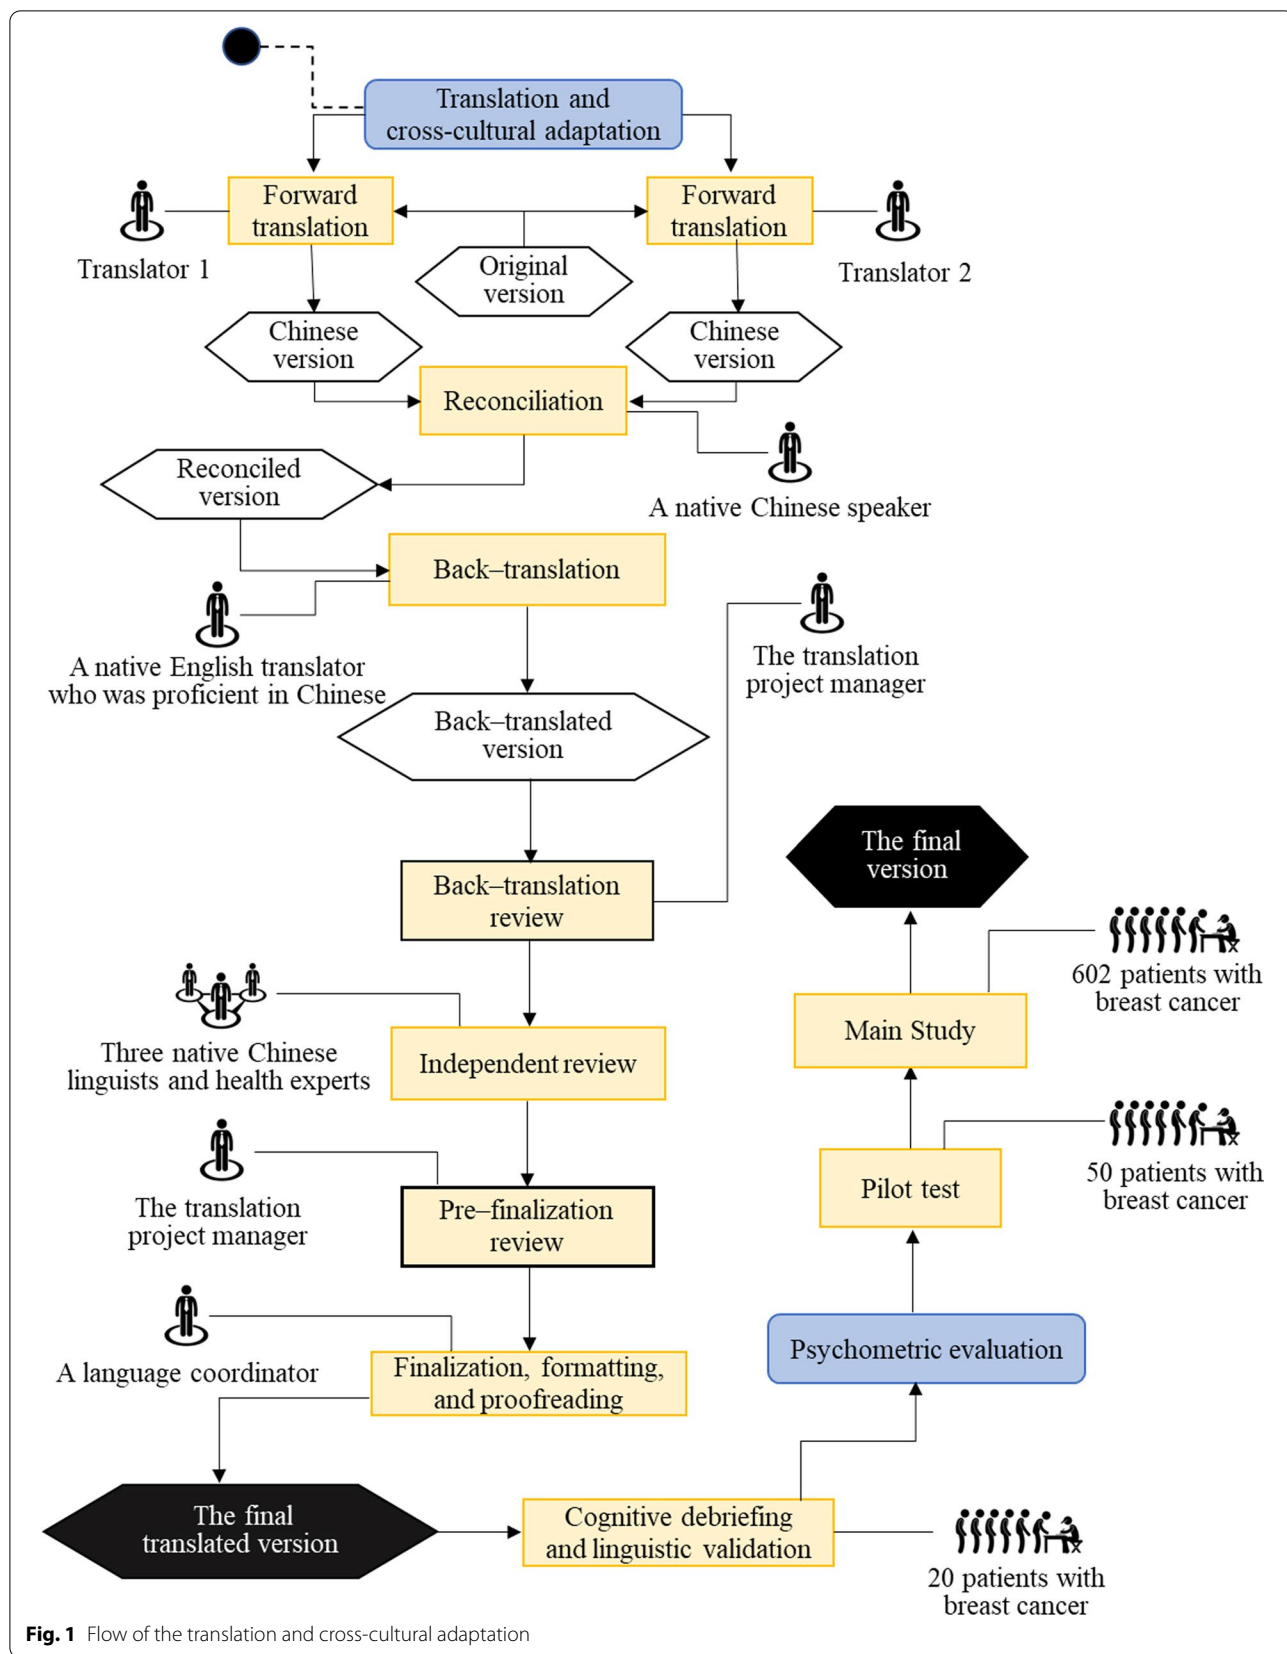 Translation and
cross-cultural adaptation
Forward
translation
Forward
translation
Translator 1
Original
version
Translator 2
Chinese
version
Chinese
version
Reconciliation
Reconciled
version
A native Chinese speaker
Back–translation
A native English translator
who was proficient in Chinese
The translation
project manager
Back–translated
version
Back–translation
review
The final
version
602 patients with
breast cancer
Main Study
Three native Chinese
linguists and health experts
Independent review
50 patients with
breast cancer
Pilot test
The translation
project manager
Pre–finalization
review
Psychometric evaluation
A language coordinator
Finalization, formatting,
and proofreading
The final
translated version
Cognitive debriefing
and linguistic validation
20 patients with
breast cancer
Fig. 1 Flow of the translation and cross-cultural adaptation